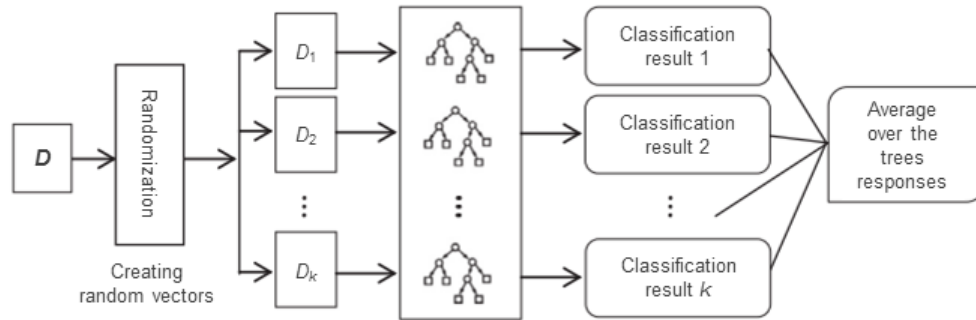 D
Randomization
Creating
random vectors
D1
D2
...
Dk
...
Classification
result 1
Classification
result 2
...
Classification
result k
Average
over the
trees
responses